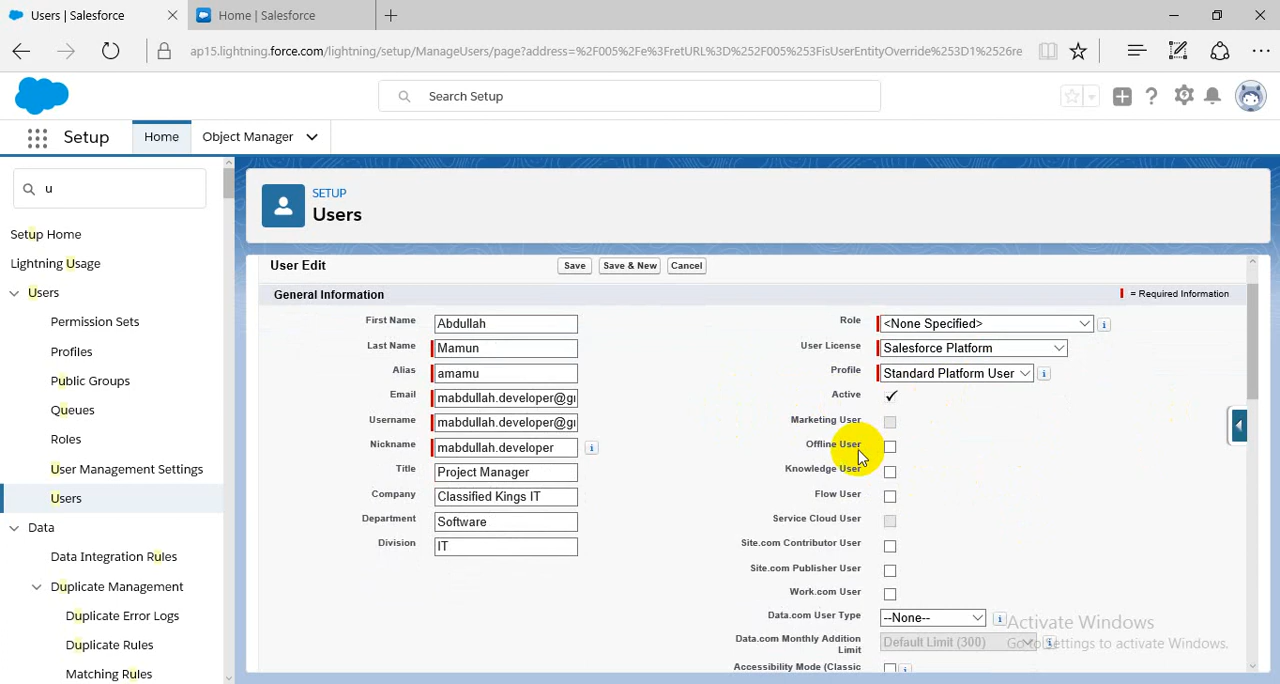 Users | Salesforce
Home | Salesforce
ap15.lightning.force.com/lightning/setup/ManageUsers/page?address=%2F005%2Fe%3FretURL%3D%252F005%253FisUserEntityOverride%253D1%2526re
Search Setup
Setup
Home
Object Manager
u
Setup Home
Lightning Usage
Users
Permission Sets
Profiles
Public Groups
Queues
Roles
User Management Settings
Users
Data
Data Integration Rules
Duplicate Management
Duplicate Error Logs
Duplicate Rules
Matching Rules
SETUP
Users
User Edit
Save
Save & New
Cancel
General Information
= Required Information
First Name Abdullah
Last Name Mamun
Alias amamu
Email mabdullah.developer@g
Username mabdullah.developer@g
Nickname mabdullah.developer
Title Project Manager
Company Classified Kings IT
Department Software
Division IT
Role <None Specified>
User License Salesforce Platform
Profile Standard Platform User
Active
Marketing User
Offline User
Knowledge User
Flow User
Service Cloud User
Site.com Contributor User
Site.com Publisher User
Work.com User
Data.com User Type --None--
Data.com Monthly Addition
Limit
Default Limit (300)
Accessibility Mode (Classic
Activate Windows
Go to Settings to activate Windows.